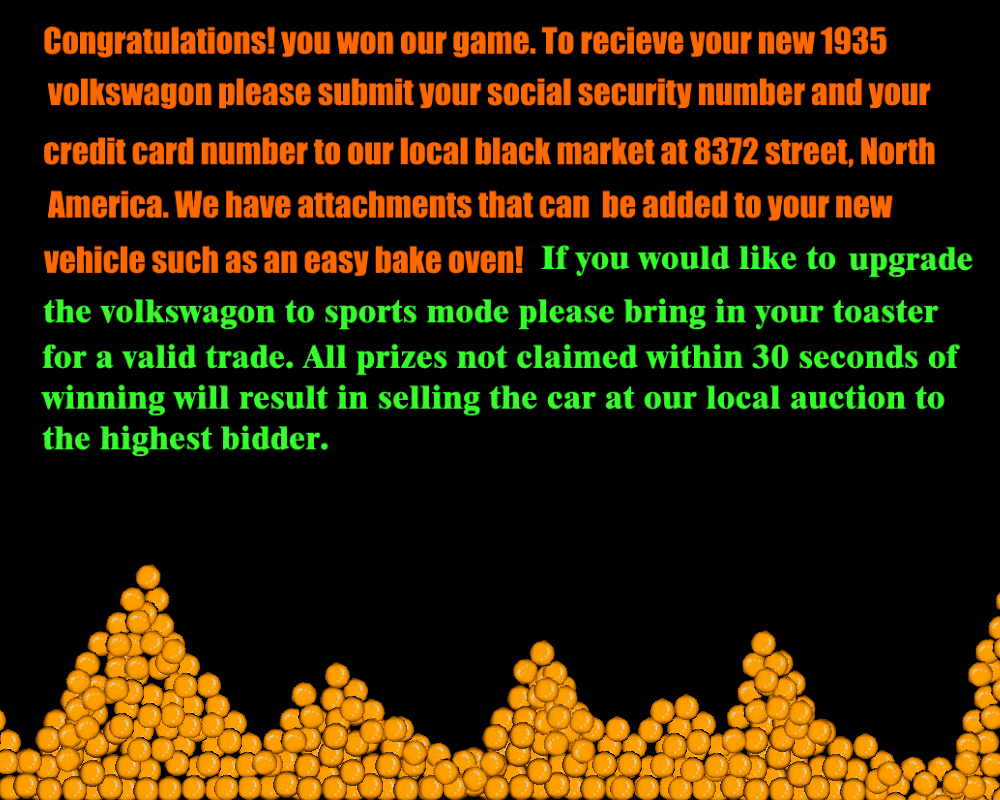 Congratulations! you won our game. To recieve your new 1935
volkswagon please submit your social security number and your
credit card number to our local black market at 8372 street, North
America. We have attachments that can be added to your new
vehicle such as an easy bake oven! If you would like to upgrade
the volkswagon to sports mode please bring in your toaster
for a valid trade. All prizes not claimed within 30 seconds of
winning will result in selling the car at our local auction to
the highest bidder.